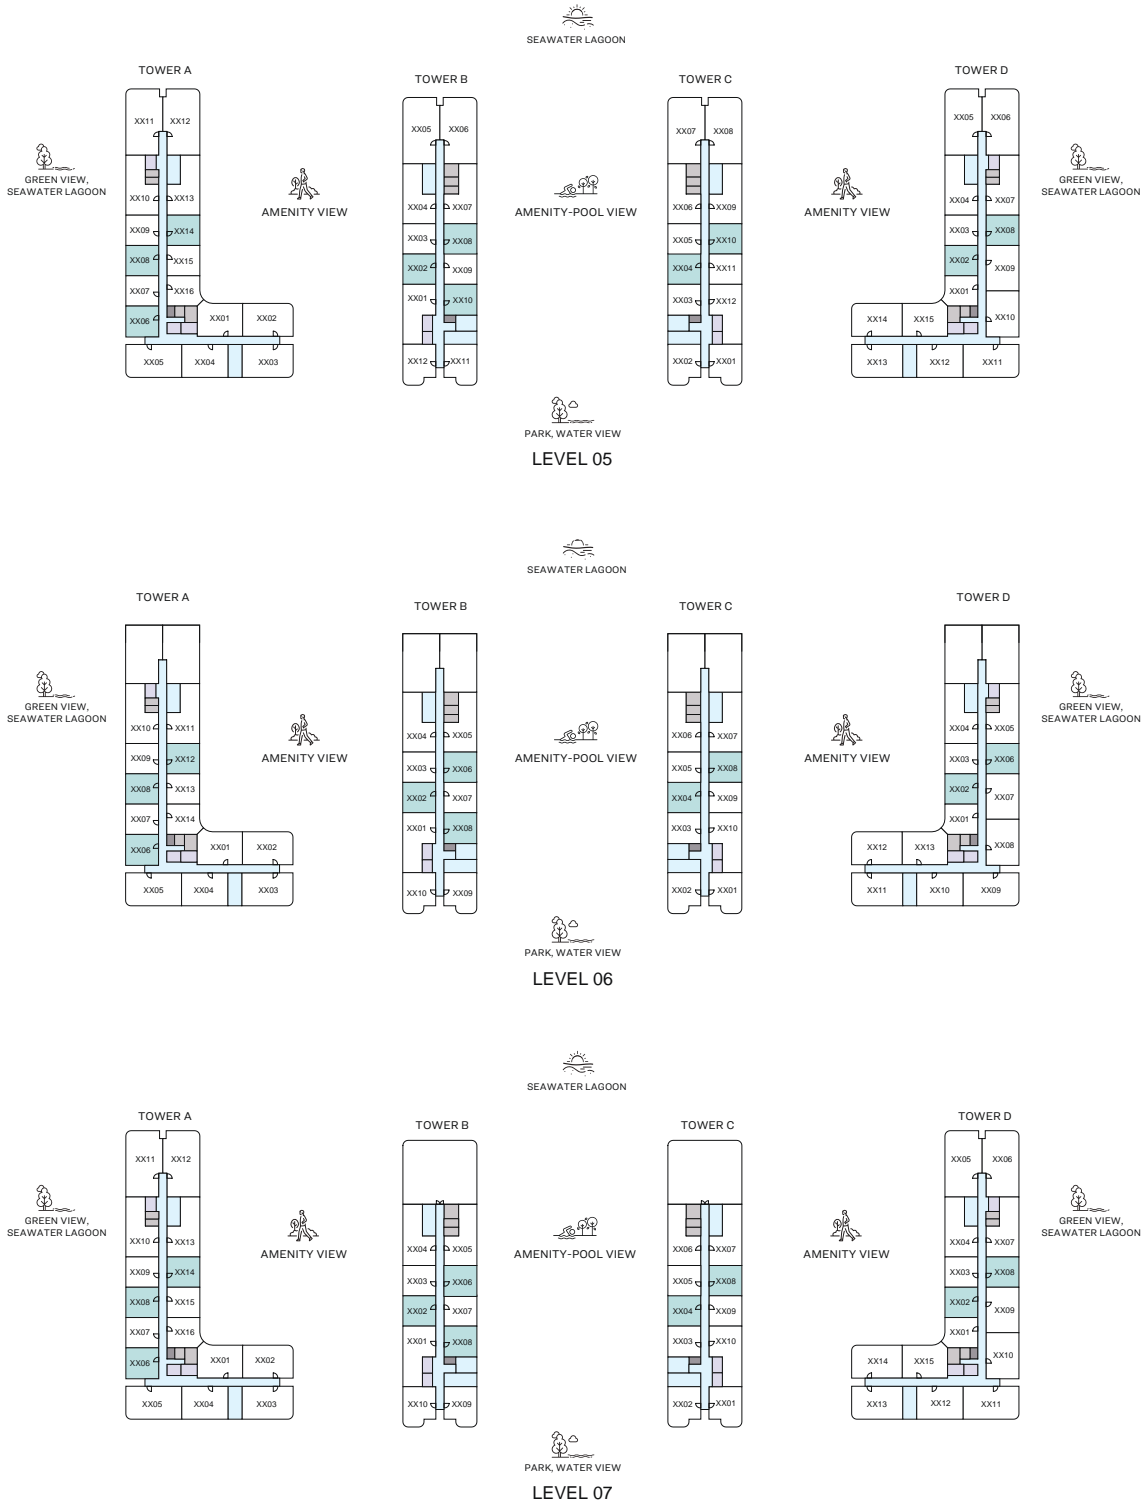 SEAWATER LAGOON
TOWER A
TOWER B
TOWER C
TOWER D
GREEN VIEW,
SEAWATER LAGOON
AMENITY VIEW
AMENITY-POOL VIEW
AMENITY VIEW
GREEN VIEW,
SEAWATER LAGOON
XX11 XX12
XX10 XX13
XX09 XX14
XX08 XX15
XX07 XX16
XX06 XX01 XX02
XX05 XX04 XX03
XX05 XX06
XX04 XX07
XX03 XX08
XX02 XX09
XX01 XX10
XX12 XX11
XX07 XX08
XX06 XX09
XX05 XX10
XX04 XX11
XX03 XX12
XX02 XX01
XX05 XX06
XX04 XX07
XX03 XX08
XX02 XX09
XX01
XX14 XX15 XX10
XX13 XX12 XX11
PARK, WATER VIEW
LEVEL 05
SEAWATER LAGOON
TOWER A
TOWER B
TOWER C
TOWER D
GREEN VIEW,
SEAWATER LAGOON
AMENITY VIEW
AMENITY-POOL VIEW
AMENITY VIEW
GREEN VIEW,
SEAWATER LAGOON
XX10 XX11
XX09 XX12
XX08 XX13
XX07 XX14
XX06 XX01 XX02
XX05 XX04 XX03
XX04 XX05
XX03 XX06
XX02 XX07
XX01 XX08
XX10 XX09
XX06 XX07
XX05 XX08
XX04 XX09
XX03 XX10
XX02 XX01
XX04 XX05
XX03 XX06
XX02 XX07
XX01
XX12 XX13 XX08
XX11 XX10 XX09
PARK, WATER VIEW
LEVEL 06
SEAWATER LAGOON
TOWER A
TOWER B
TOWER C
TOWER D
GREEN VIEW,
SEAWATER LAGOON
AMENITY VIEW
AMENITY-POOL VIEW
AMENITY VIEW
GREEN VIEW,
SEAWATER LAGOON
XX11 XX12
XX10 XX13
XX09 XX14
XX08 XX15
XX07 XX16
XX06 XX01 XX02
XX05 XX04 XX03
XX04 XX05
XX03 XX06
XX02 XX07
XX01 XX08
XX10 XX09
XX06 XX07
XX05 XX08
XX04 XX09
XX03 XX10
XX02 XX01
XX05 XX06
XX04 XX07
XX03 XX08
XX02 XX09
XX01
XX14 XX15 XX10
XX13 XX12 XX11
PARK, WATER VIEW
LEVEL 07